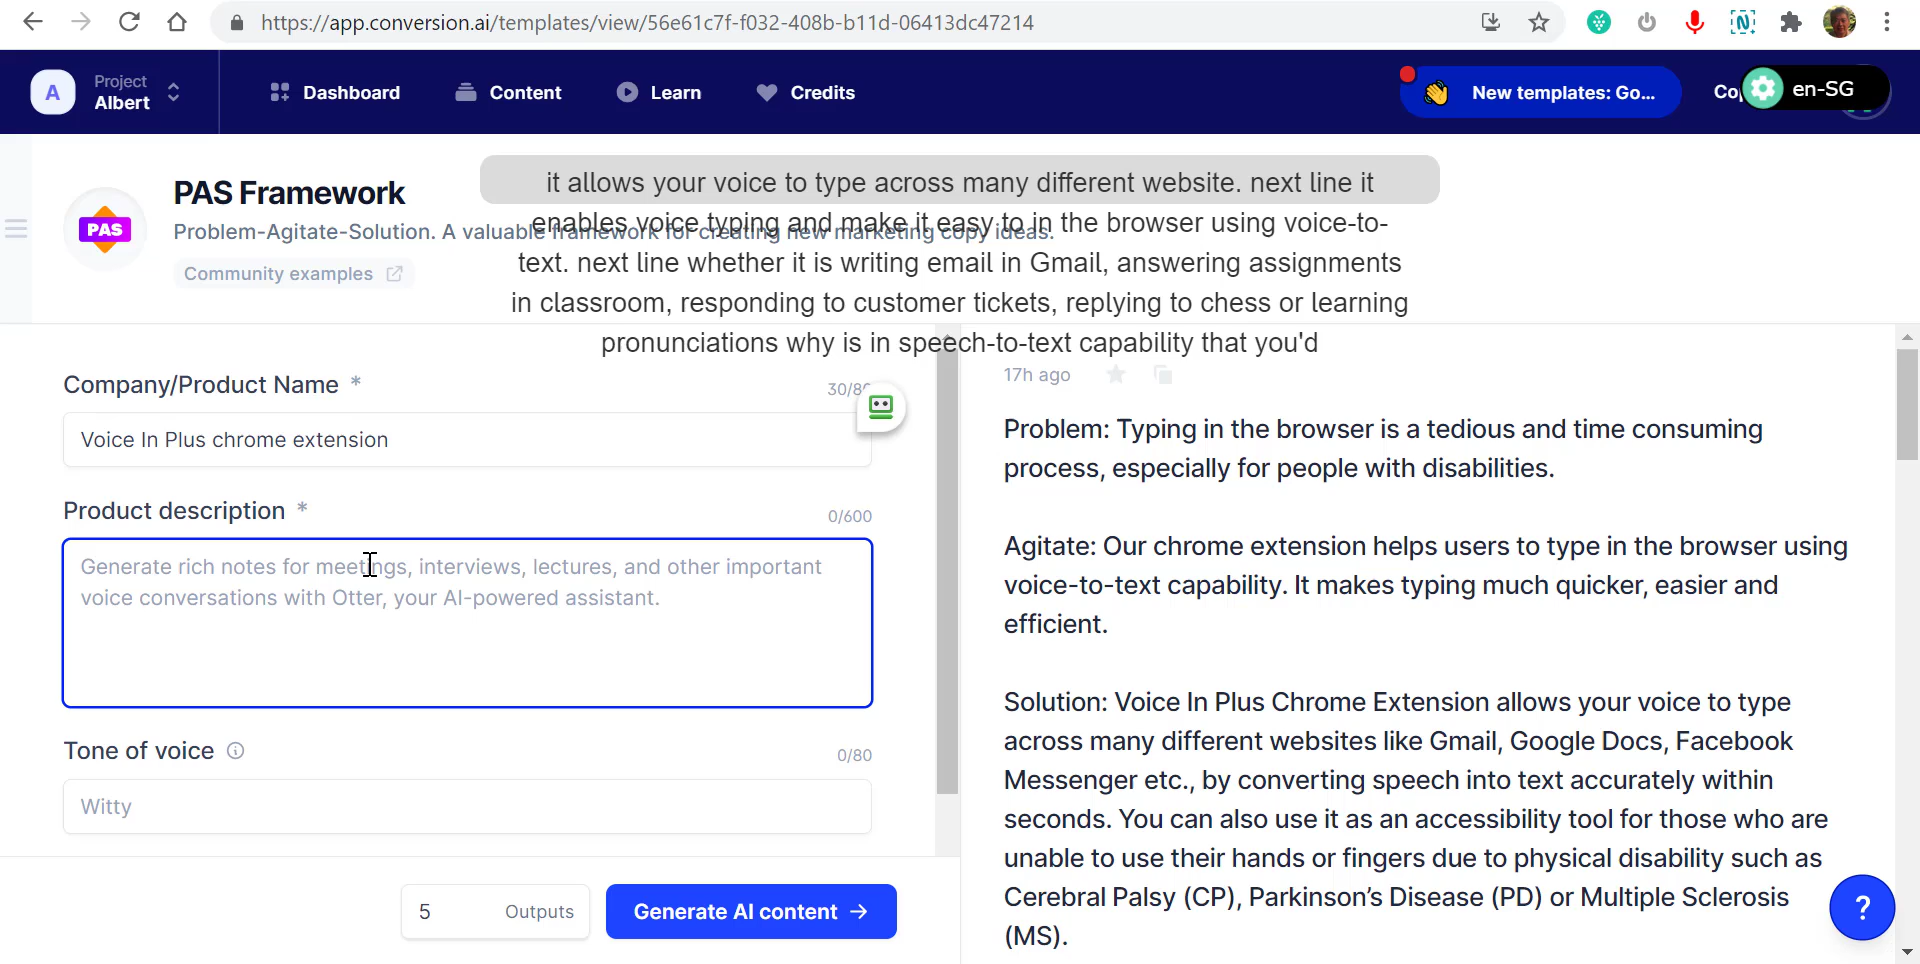 https://app.conversion.ai/templates/view/56e61c7f-f032-408b-b11d-06413dc47214
A
Project
Albert
Dashboard
Content
Learn
Credits
New templates: Go...
en-SG
PAS
PAS Framework
Problem-Agitate-Solution. A valuable framework for creating new marketing copy ideas.
Community examples
it allows your voice to type across many different website. next line it
enables voice typing and make it easy to in the browser using voice-to-
text. next line whether it is writing email in Gmail, answering assignments
in classroom, responding to customer tickets, replying to chess or learning
pronunciations why is in speech-to-text capability that you'd
Company/Product Name *
30/80
Voice In Plus chrome extension
Product description *
0/600
Generate rich notes for meetings, interviews, lectures, and other important
voice conversations with Otter, your AI-powered assistant.
Tone of voice
0/80
Witty
5 Outputs
Generate AI content
17h ago
Problem: Typing in the browser is a tedious and time consuming
process, especially for people with disabilities.
Agitate: Our chrome extension helps users to type in the browser using
voice-to-text capability. It makes typing much quicker, easier and
efficient.
Solution: Voice In Plus Chrome Extension allows your voice to type
across many different websites like Gmail, Google Docs, Facebook
Messenger etc., by converting speech into text accurately within
seconds. You can also use it as an accessibility tool for those who are
unable to use their hands or fingers due to physical disability such as
Cerebral Palsy (CP), Parkinson’s Disease (PD) or Multiple Sclerosis
(MS).
?